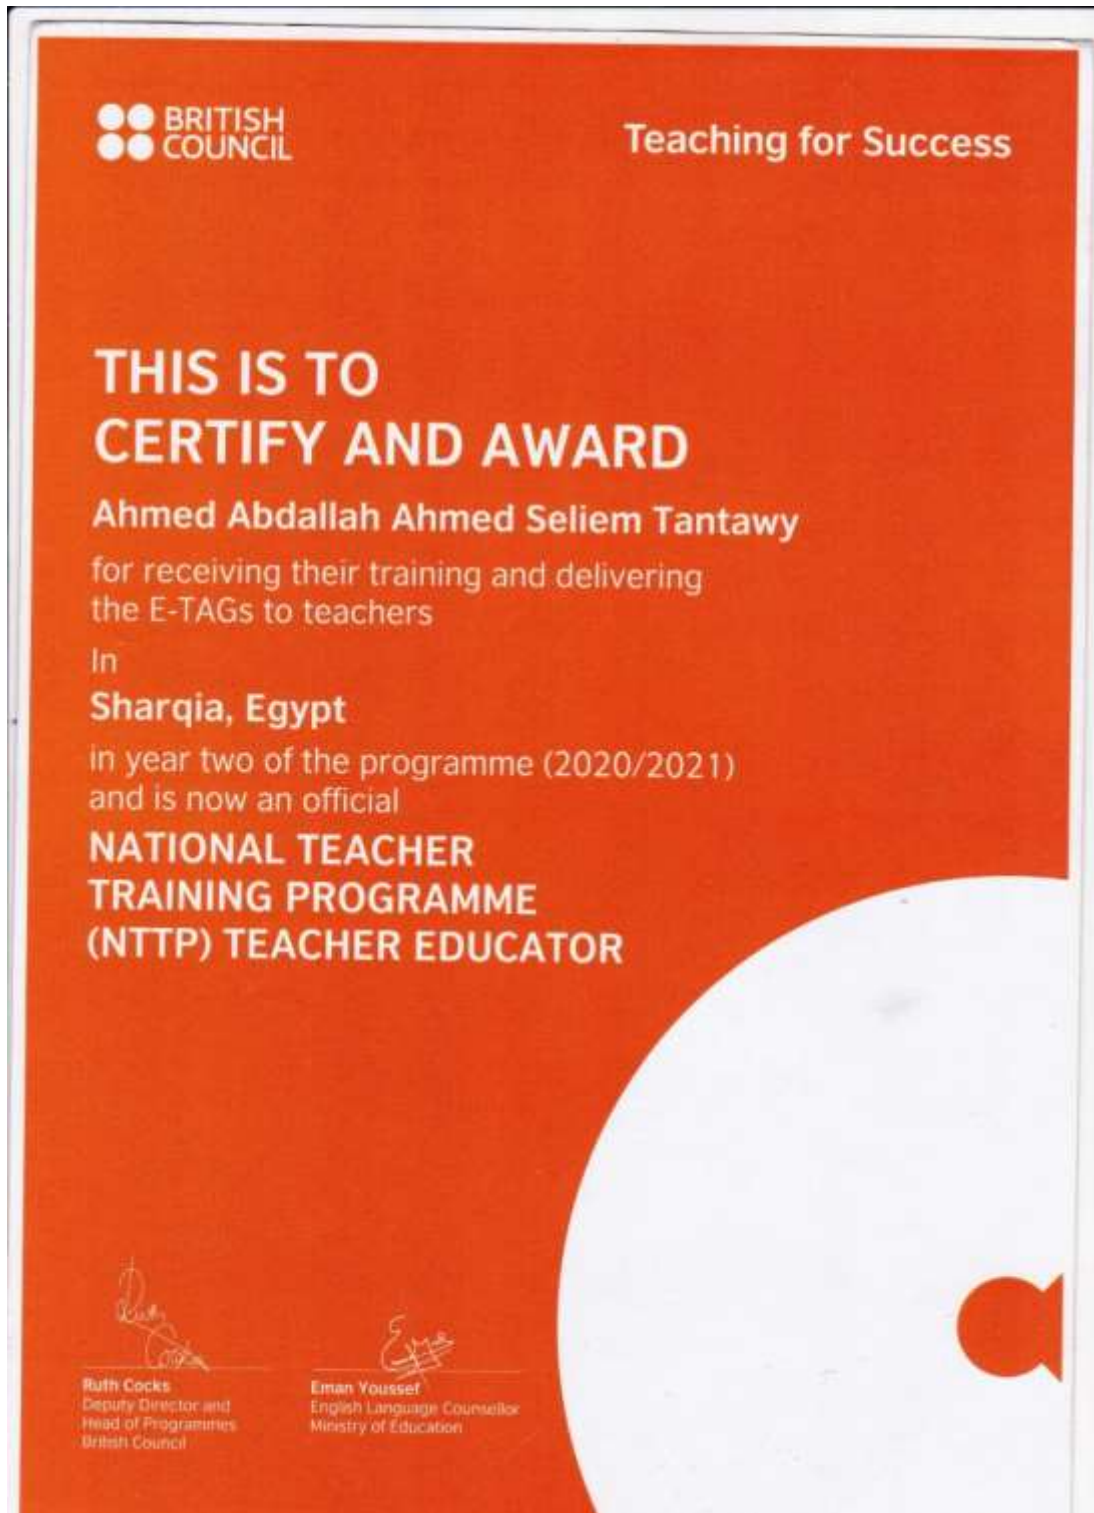 BRITISH
COUNCIL
Teaching for Success
THIS IS TO
CERTIFY AND AWARD
Ahmed Abdallah Ahmed Seliem Tantawy
for receiving their training and delivering
the E-TAGs to teachers
In
Sharqia, Egypt
in year two of the programme (2020/2021)
and is now an official
NATIONAL TEACHER
TRAINING PROGRAMME
(NTTP) TEACHER EDUCATOR
Ruth Cocks
Deputy Director and
Head of Programmes
British Council
Eman Youssef
English Language Counsellor
Ministry of Education